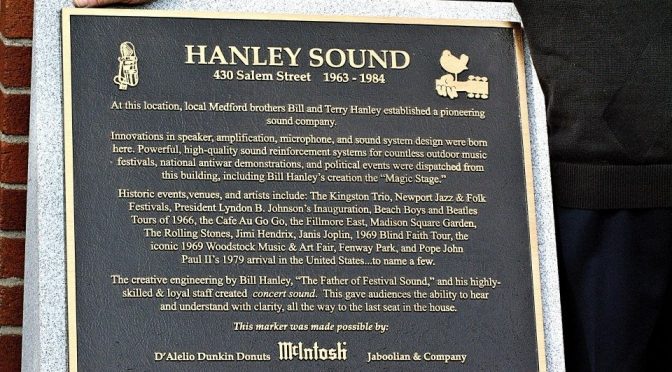 HANLEY SOUND
430 Salem Street 1963 - 1984
At this location, local Medford brothers Bill and Terry Hanley established a pioneering
sound company.
Innovations in speaker, amplification, microphone, and sound system design were born
here. Powerful, high-quality sound reinforcement systems for countless outdoor music
festivals, national antiwar demonstrations, and political events were dispatched from
this building, including Bill Hanley's creation the "Magic Stage."
Historic events,venues, and artists include: The Kingston Trio, Newport Jazz & Folk
Festivals, President Lyndon B. Johnson's Inauguration, Beach Boys and Beatles
Tours of 1966, the Cafe Au Go Go, the Fillmore East, Madison Square Garden,
The Rolling Stones, Jimi Hendrix, Janis Joplin, 1969 Blind Faith Tour, the
iconic 1969 Woodstock Music & Art Fair, Fenway Park, and Pope John
Paul II's 1979 arrival in the United States...to name a few.
The creative engineering by Bill Hanley, "The Father of Festival Sound," and his highly-
skilled & loyal staff created concert sound. This gave audiences the ability to hear
and understand with clarity, all the way to the last seat in the house.
This marker was made possible by:
D'Alelio Dunkin Donuts McIntosh Jaboolian & Company